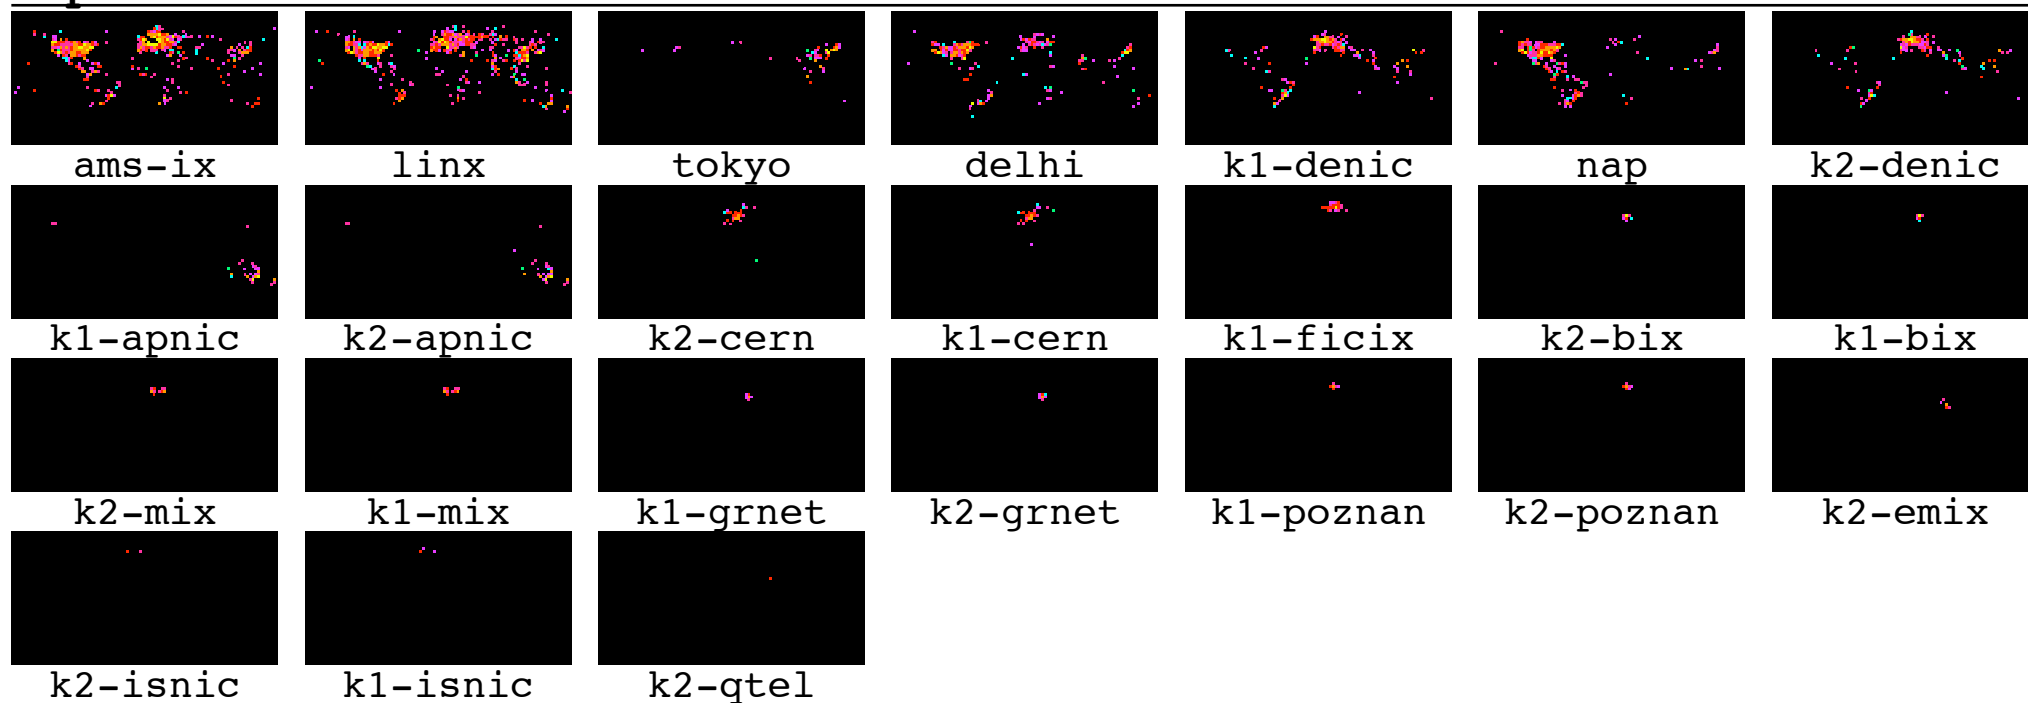 ams-ix linx tokyo delhi k1-denic nap k2-denic
k1-apnic k2-apnic k2-cern k1-cern k1-ficix k2-bix k1-bix
k2-mix k1-mix k1-grnet k2-grnet k1-poznan k2-poznan k2-emix
k2-isnic k1-isnic k2-qtel